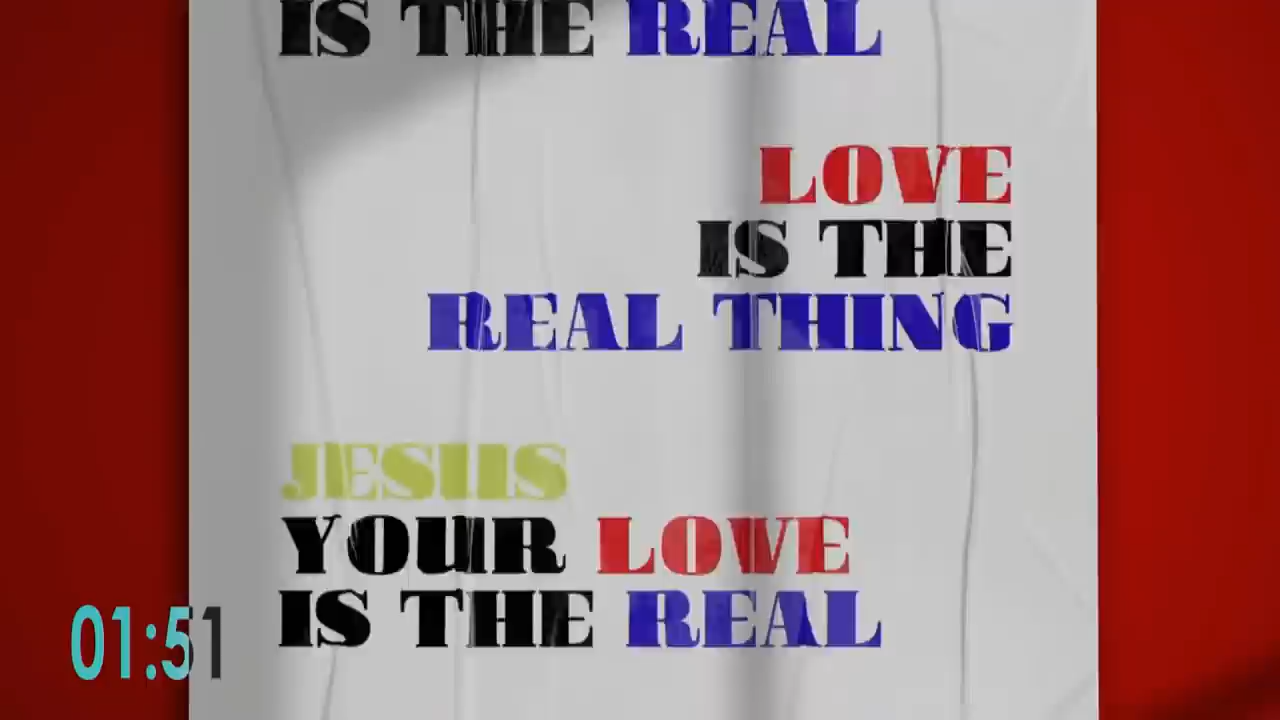 IS THE REAL
LOVE
IS THE
REAL THING
JESUS
YOUR LOVE
IS THE REAL
01:51